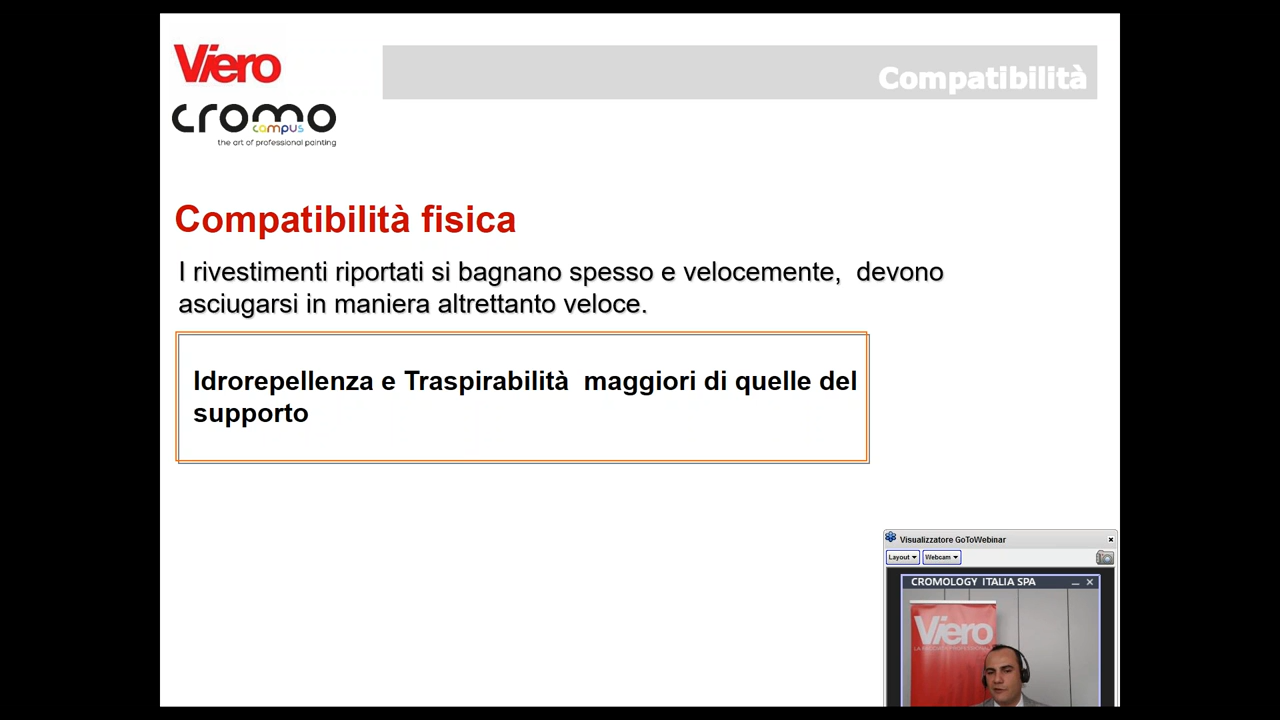 Viero
cromo
campus
the art of professional painting
Compatibilità
Compatibilità fisica
I rivestimenti riportati si bagnano spesso e velocemente, devono
asciugarsi in maniera altrettanto veloce.
Idrorepellenza e Traspirabilità maggiori di quelle del
supporto
Visualizzatore GoToWebinar
Layout
Webcam
CROMOLOGY ITALIA SPA
Viero